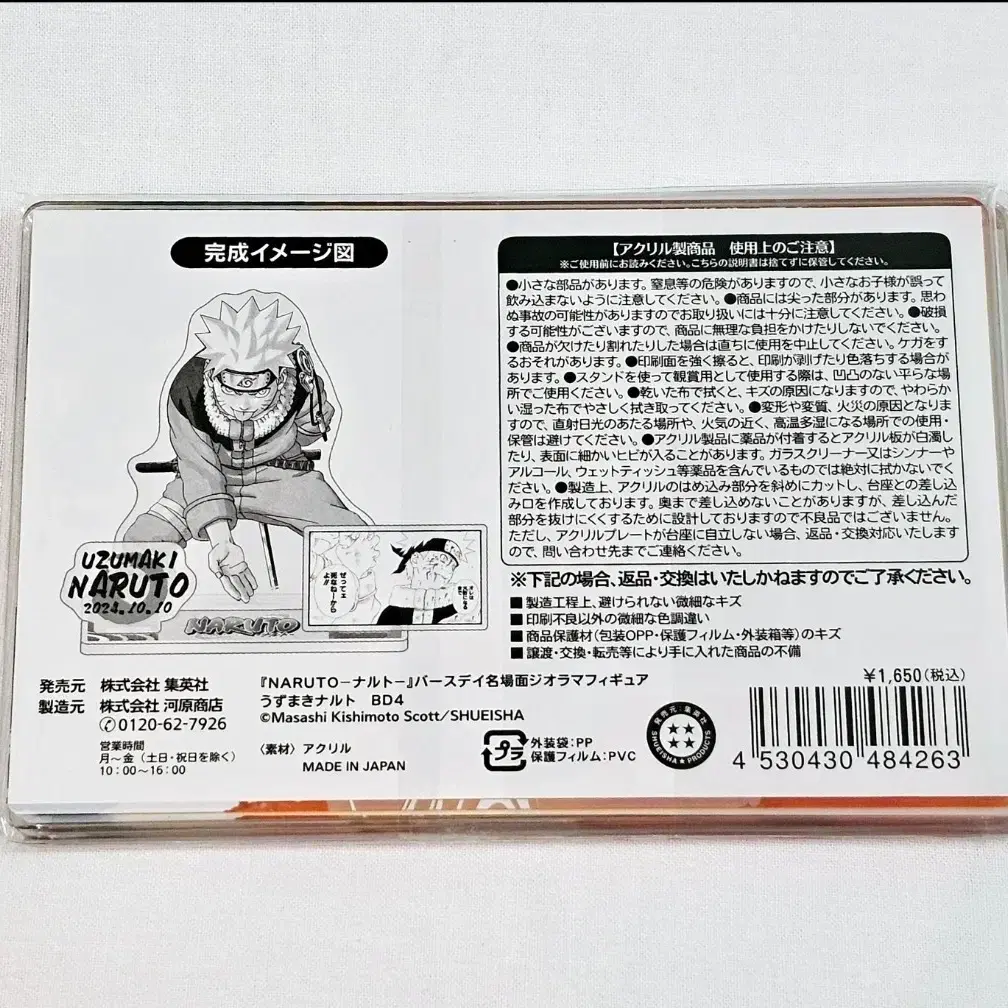 完成イメージ図
UZUMAKI
NARUTO
2024.10.10
NARUTO
ぜってェ
死なねーから
よ!!
【アクリル製商品　使用上のご注意】
※ご使用前にお読みください。こちらの説明書は捨てずに保管してください。
●小さな部品があります。窒息等の危険がありますので、小さなお子様が誤って
飲み込まないように注意してください。●商品には尖った部分があります。思わ
ぬ事故の可能性がありますのでお取り扱いには十分に注意してください。●破損
する可能性がございますので、商品に無理な負担をかけたりしないでください。
●商品が欠けたり割れたりした場合は直ちに使用を中止してください。ケガをす
るおそれがあります。●印刷面を強く擦ると、印刷が剥げたり色落ちする場合が
あります。●スタンドを使って観賞用として使用する際は、凹凸のない平らな場
所でご使用ください。●乾いた布で拭くと、キズの原因になりますので、やわらか
い湿った布でやさしく拭き取ってください。●変形や変質、火災の原因となりま
すので、直射日光のあたる場所や、火気の近く、高温多湿になる場所での使用・
保管は避けてください。●アクリル製品に薬品が付着するとアクリル板が白濁し
たり、表面に細かいヒビが入ることがあります。ガラスクリーナー又はシンナーや
アルコール、ウェットティッシュ等薬品を含んでいるものでは絶対に拭かないでく
ださい。●製造上、アクリルのはめ込み部分を斜めにカットし、台座との差し込
み口を作成しております。奥まで差し込めないことがありますが、差し込んだ
部分を抜けにくくするために設計しておりますので不良品ではございません。
ただし、アクリルプレートが台座に自立しない場合、返品・交換対応いたします
ので、問い合わせ先までご連絡ください。
※下記の場合、返品・交換はいたしかねますのでご了承ください。
■製造工程上、避けられない微細なキズ
■印刷不良以外の微細な色調違い
■商品保護材(包装OPP・保護フィルム・外装箱等)のキズ
■譲渡・交換・転売等により手に入れた商品の不備
発売元　株式会社 集英社
製造元　株式会社 河原商店
0120-62-7926
営業時間
月〜金（土日・祝日を除く）
10：00〜16：00
『NARUTO－ナルト－』バースデイ名場面ジオラマフィギュア
うずまきナルト　BD4
©Masashi Kishimoto Scott/SHUEISHA
〈素材〉アクリル
MADE IN JAPAN
プラ
外装袋:PP
保護フィルム:PVC
発売元：集英社
SHUEISHA★PRODUCTS
¥1,650(税込)
4 530430 484263